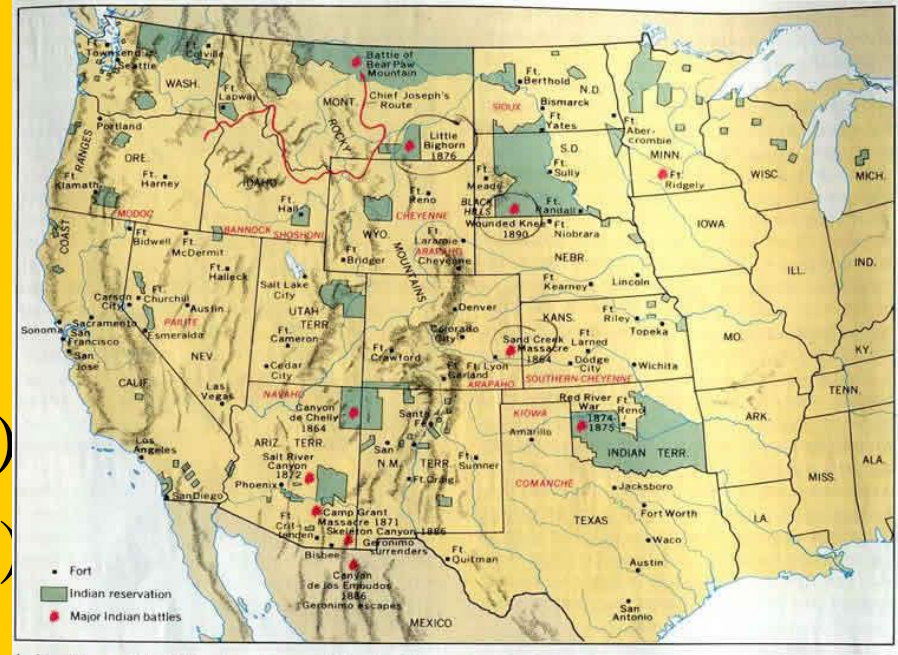 Ft.
Townsend
Seattle
Ft.
Colville
WASH.
Ft.
Lapwai
Portland
Battle of
Bear Paw
Mountain
Chief Joseph's
Route
MONT.
ROCKY
MOUNTAINS
Little
Bighorn
1876
Ft.
Berthold
N.D.
SIOUX
Bismarck
Ft.
Yates
Ft.
Aber-
crombie
MINN.
Ft.
Ridgely
WISC.
MICH.
COAST
RANGES
ORE.
Ft.
Klamath
Ft.
Harney
MODOC
IDAHO
Ft.
Hall
BANNOCK
SHOSHONI
Ft.
Reno
WYO.
CHEYENNE
Ft.
Laramie
ARAPAHO
Cheyenne
Ft.
Bridger
S.D.
Ft.
Sully
Ft.
Meade
BLACK
HILLS
Ft.
Randall
Wounded Knee
1890
Ft.
Niobrara
NEBR.
Ft.
Kearney
Lincoln
IOWA
ILL.
IND.
Ft.
Bidwell
Ft.
McDermit
Ft.
Halleck
Carson
City
Ft.
Churchill
Austin
PAIUTE
Esmeralda
NEV.
Sonoma
Sacramento
San
Francisco
San
Jose
CALIF.
Las
Vegas
Los
Angeles
San Diego
Salt Lake
City
UTAH
TERR.
Ft.
Cameron
Cedar
City
Denver
Colorado
City
Ft.
Crawford
Ft.
Garland
Ft. Lyon
ARAPAHO
Sand Creek
Massacre
1864
KANS.
Ft.
Riley
Topeka
Ft.
Larned
Dodge
City
Wichita
SOUTHERN CHEYENNE
MO.
KY.
TENN.
NAVAHO
Canyon
de Chelly
1864
ARIZ. TERR.
Salt River
Canyon
1872
Phoenix
Camp Grant
Massacre 1871
Skeleton Canyon 1886
Geronimo
surrenders
Ft.
Crit-
tenden
Bisbee
Canyon
de los Embudos
1886
Geronimo escapes
Santa
Fe
San
N.M. TERR.
Ft.
Sumner
Ft. Craig
Ft.
Quitman
KIOWA
Amarillo
Red River
War
1874-
1875
Ft.
Reno
INDIAN TERR.
COMANCHE
Jacksboro
Fort Worth
TEXAS
Waco
Austin
San
Antonio
ARK.
LA.
MISS.
ALA.
MEXICO
Fort
Indian reservation
Major Indian battles
)
)